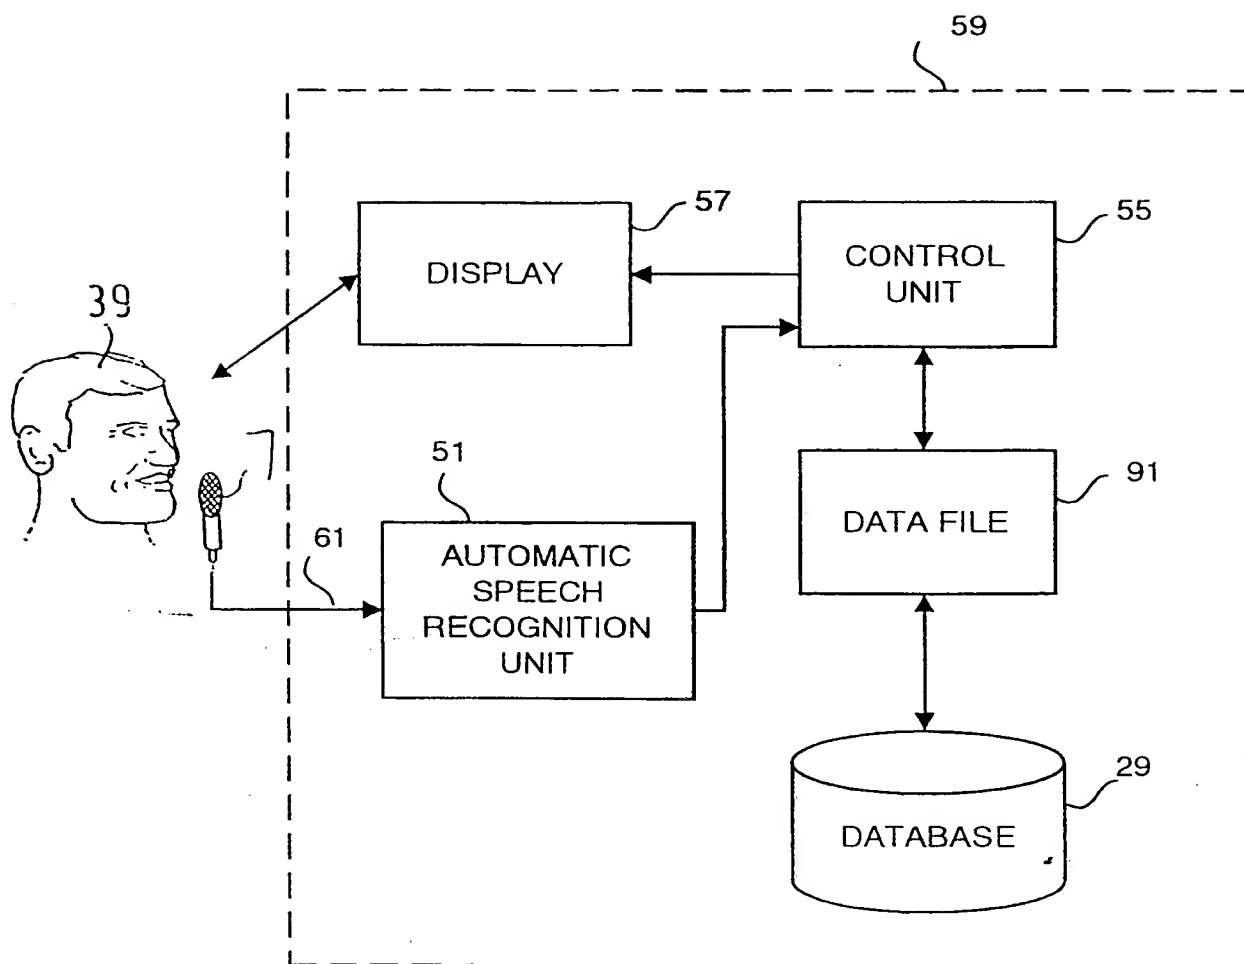 59
57
DISPLAY
55
CONTROL
UNIT
39
51
AUTOMATIC
SPEECH
RECOGNITION
UNIT
61
91
DATA FILE
29
DATABASE